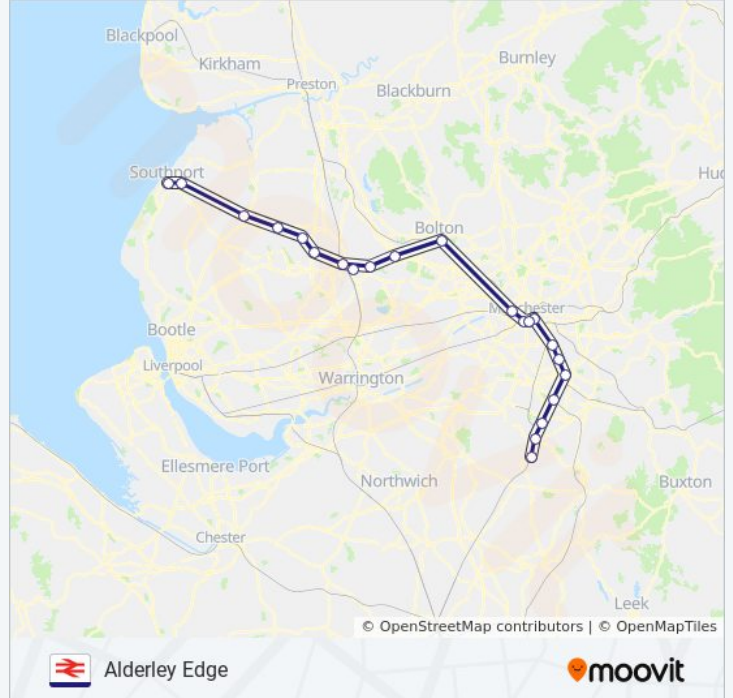 Blackpool
Kirkham
Burnley
Preston
Blackburn
Southport
Bolton
Manchester
Bootle
Liverpool
Warrington
Ellesmere Port
Northwich
Buxton
Chester
Leek
© OpenStreetMap contributors | © OpenMapTiles
Alderley Edge
moovit